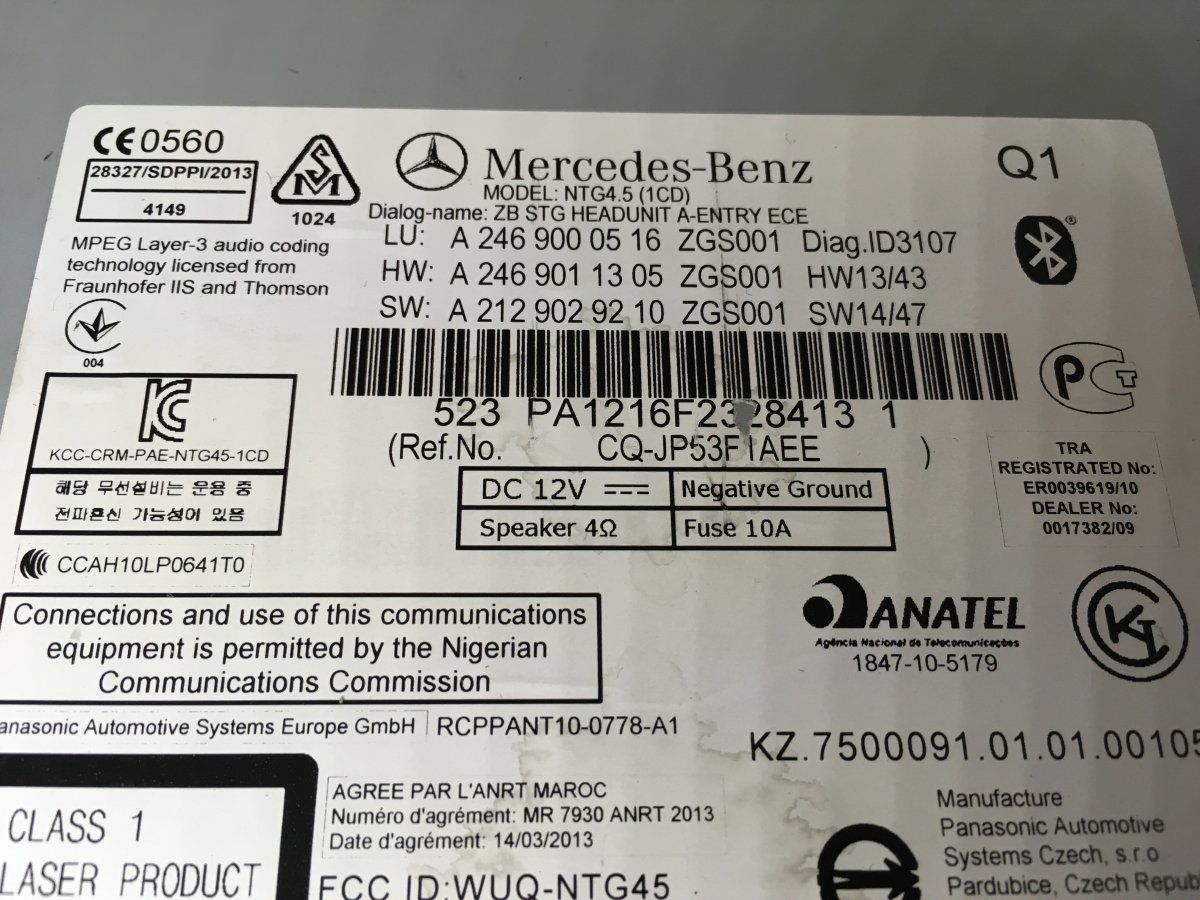 CE0560
28327/SDPPI/2013
4149
SM
1024
MPEG Layer-3 audio coding
technology licensed from
Fraunhofer IIS and Thomson
004
Mercedes-Benz
MODEL: NTG4.5 (1CD)
Dialog-name: ZB STG HEADUNIT A-ENTRY ECE
LU: A 246 900 05 16 ZGS001 Diag.ID3107
HW: A 246 901 13 05 ZGS001 HW13/43
SW: A 212 902 92 10 ZGS001 SW14/47
Q1
523 PA1216F2328413 1
(Ref.No. CQ-JP53F1AEE )
DC 12V Negative Ground
Speaker 4Ω Fuse 10A
KCC-CRM-PAE-NTG45-1CD
해당 무선설비는 운용 중
전파혼신 가능성이 있음
CCAH10LP0641T0
PCT
TRA
REGISTRATED No:
ER0039619/10
DEALER No:
0017382/09
Connections and use of this communications
equipment is permitted by the Nigerian
Communications Commission
ANATEL
Agência Nacional de Telecomunicações
1847-10-5179
anasonic Automotive Systems Europe GmbH RCPPANT10-0778-A1
KZ.7500091.01.01.00105
CLASS 1
LASER PRODUCT
AGREE PAR L'ANRT MAROC
Numéro d'agrément: MR 7930 ANRT 2013
Date d'agrément: 14/03/2013
FCC ID:WUQ-NTG45
Manufacture
Panasonic Automotive
Systems Czech, s.r.o
Pardubice, Czech Repub